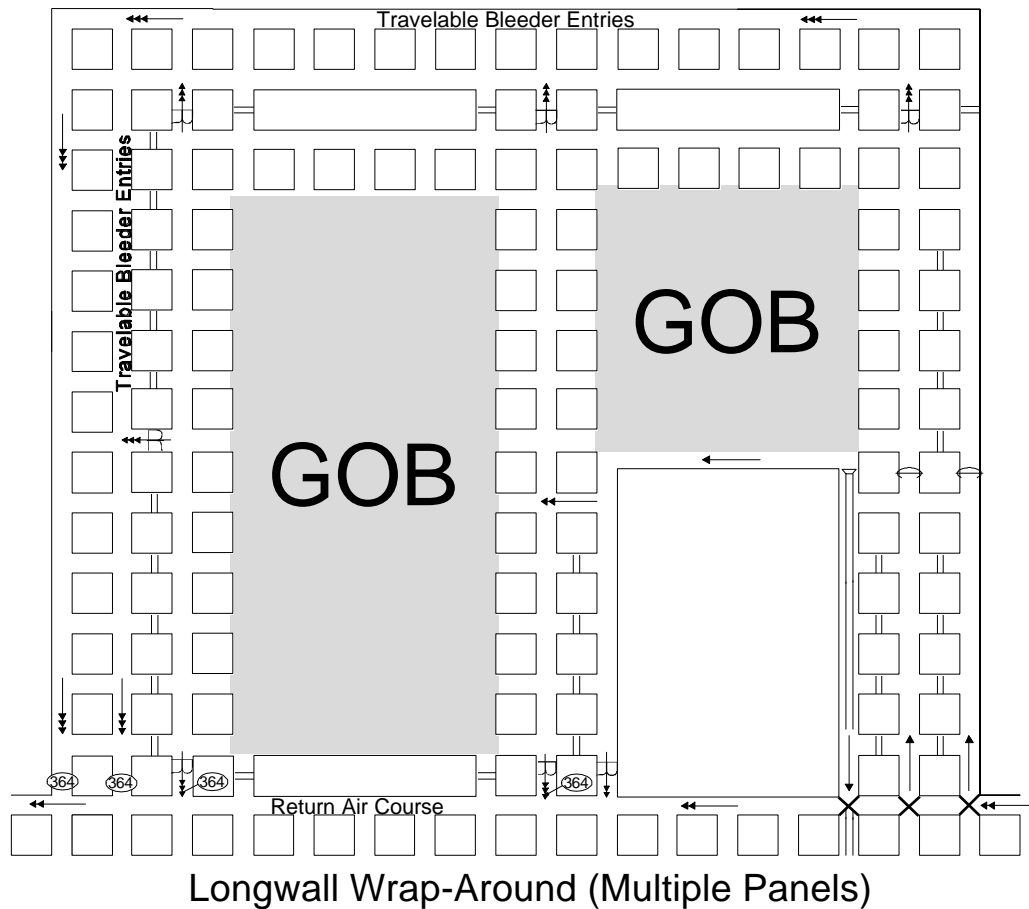 Travelable Bleeder Entries
Travelable Bleeder Entries
GOB
GOB
364
364
364
364
Return Air Course
Longwall Wrap-Around (Multiple Panels)